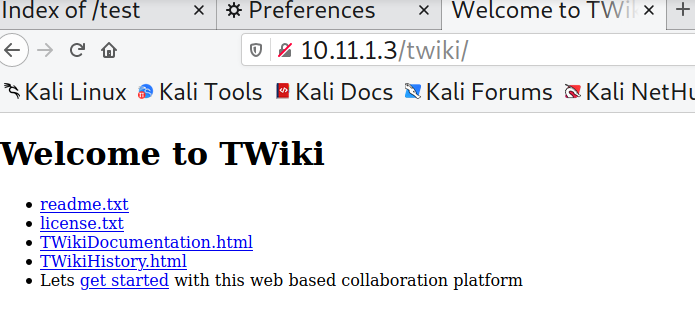 Index of /test × Preferences × Welcome to TWiki × +
10.11.1.3/twiki/
Kali Linux Kali Tools Kali Docs Kali Forums Kali NetHu
Welcome to TWiki
readme.txt
license.txt
TWikiDocumentation.html
TWikiHistory.html
Lets get started with this web based collaboration platform